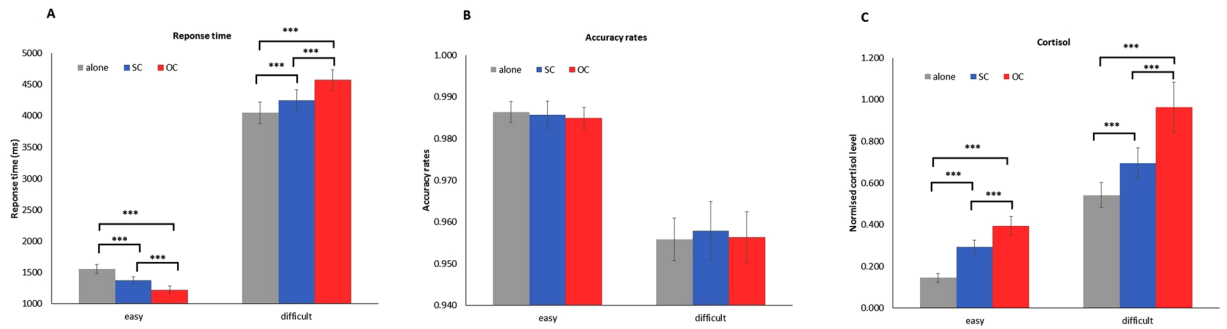 A
Reponse time
5000
4500
4000
3500
3000
2500
2000
1500
1000
Reponse time (ms)
alone SC OC
***
***
***
***
***
***
easy difficult
B
Accuracy rates
1.000
0.990
0.980
0.970
0.960
0.950
0.940
Accuracy rates
alone SC OC
easy difficult
C
Cortisol
1.200
1.000
0.800
0.600
0.400
0.200
0.000
Normised cortisol level
alone SC OC
***
***
***
***
***
***
easy difficult